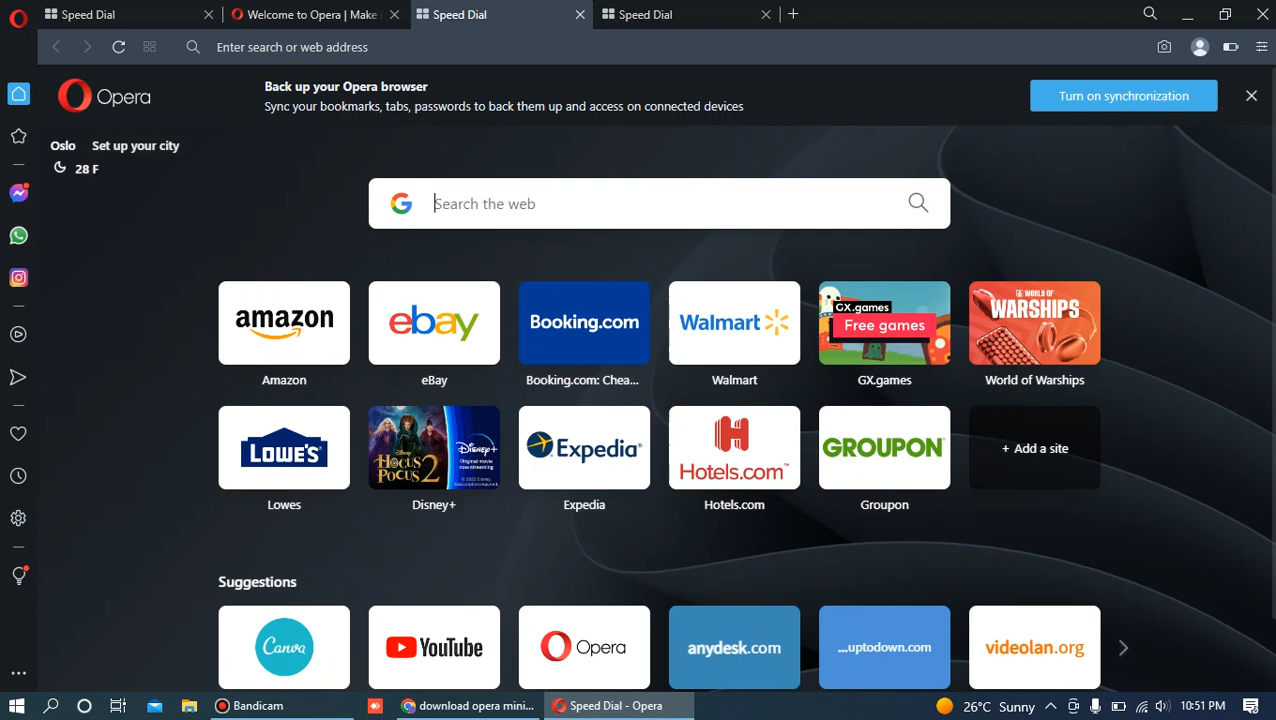 Speed Dial
Welcome to Opera | Make
Speed Dial
Speed Dial
Enter search or web address
Opera
Back up your Opera browser
Sync your bookmarks, tabs, passwords to back them up and access on connected devices
Turn on synchronization
Oslo Set up your city
28 F
Search the web
amazon
ebay
Booking.com
Walmart
GX.games
Free games
WORLD OF
WARSHIPS
Amazon
eBay
Booking.com: Chea...
Walmart
GX.games
World of Warships
LOWE'S
HOCUS
POCUS 2
Disney+
Original movie
now streaming
Expedia
Hotels.com
GROUPON
+ Add a site
Lowes
Disney+
Expedia
Hotels.com
Groupon
Suggestions
Canva
YouTube
Opera
anydesk.com
...uptodown.com
videolan.org
Bandicam
download opera mini...
Speed Dial - Opera
26°C Sunny
10:51 PM